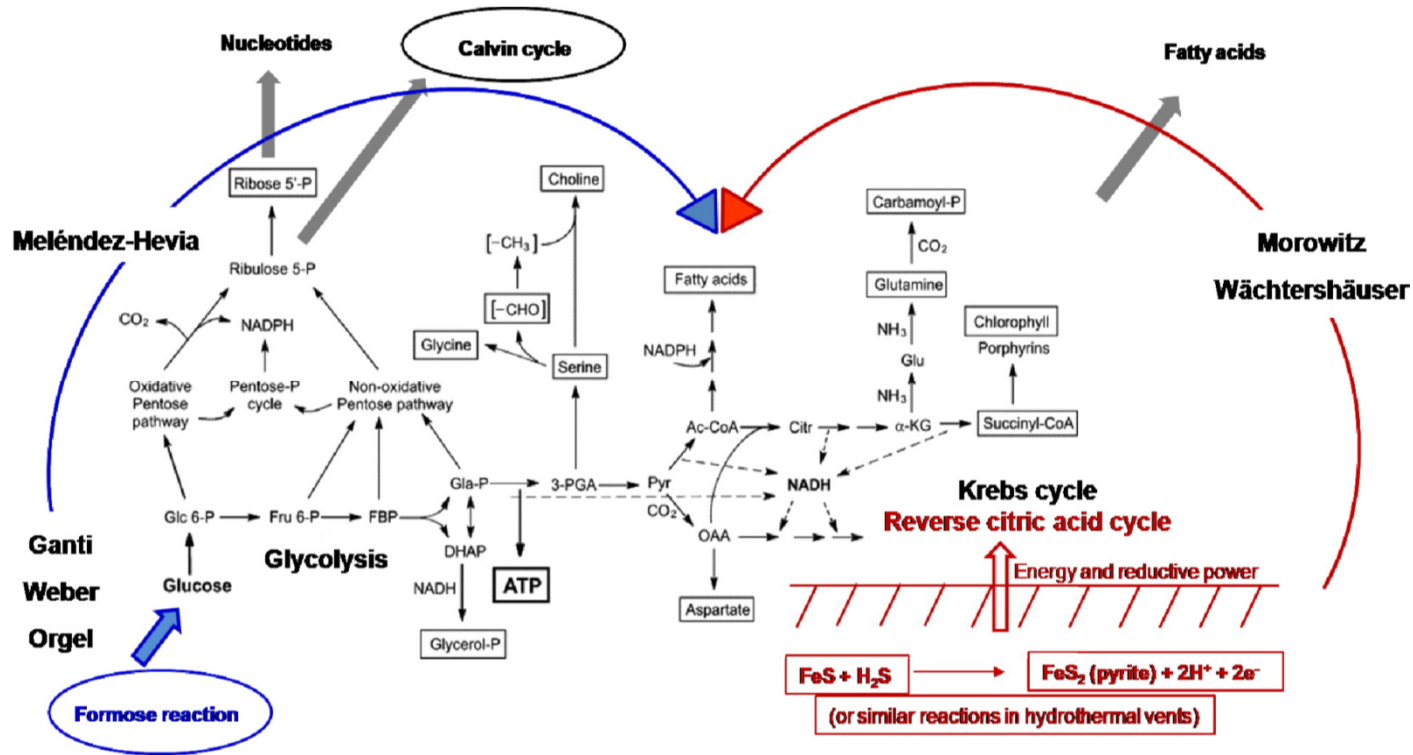 Nucleotides
Calvin cycle
Fatty acids
Ribose 5'-P
Choline
Carbamoyl-P
Meléndez-Hevia
[–CH₃]
CO₂
Morowitz
Wächtershäuser
Ribulose 5-P
Fatty acids
Glutamine
CO₂
NADPH
[–CHO]
NH₃
Chlorophyll
Porphyrins
Glycine
Serine
NADPH
Glu
Oxidative
Pentose
pathway
Pentose-P
cycle
Non-oxidative
Pentose pathway
NH₃
Ac-CoA
Citr
α-KG
Succinyl-CoA
Gla-P
3-PGA
Pyr
NADH
CO₂
Krebs cycle
Reverse citric acid cycle
Glc 6-P
Fru 6-P
FBP
OAA
DHAP
Glycolysis
Ganti
Weber
Orgel
Glucose
NADH
ATP
Energy and reductive power
Aspartate
Glycerol-P
FeS + H₂S
FeS₂ (pyrite) + 2H⁺ + 2e⁻
(or similar reactions in hydrothermal vents)
Formose reaction